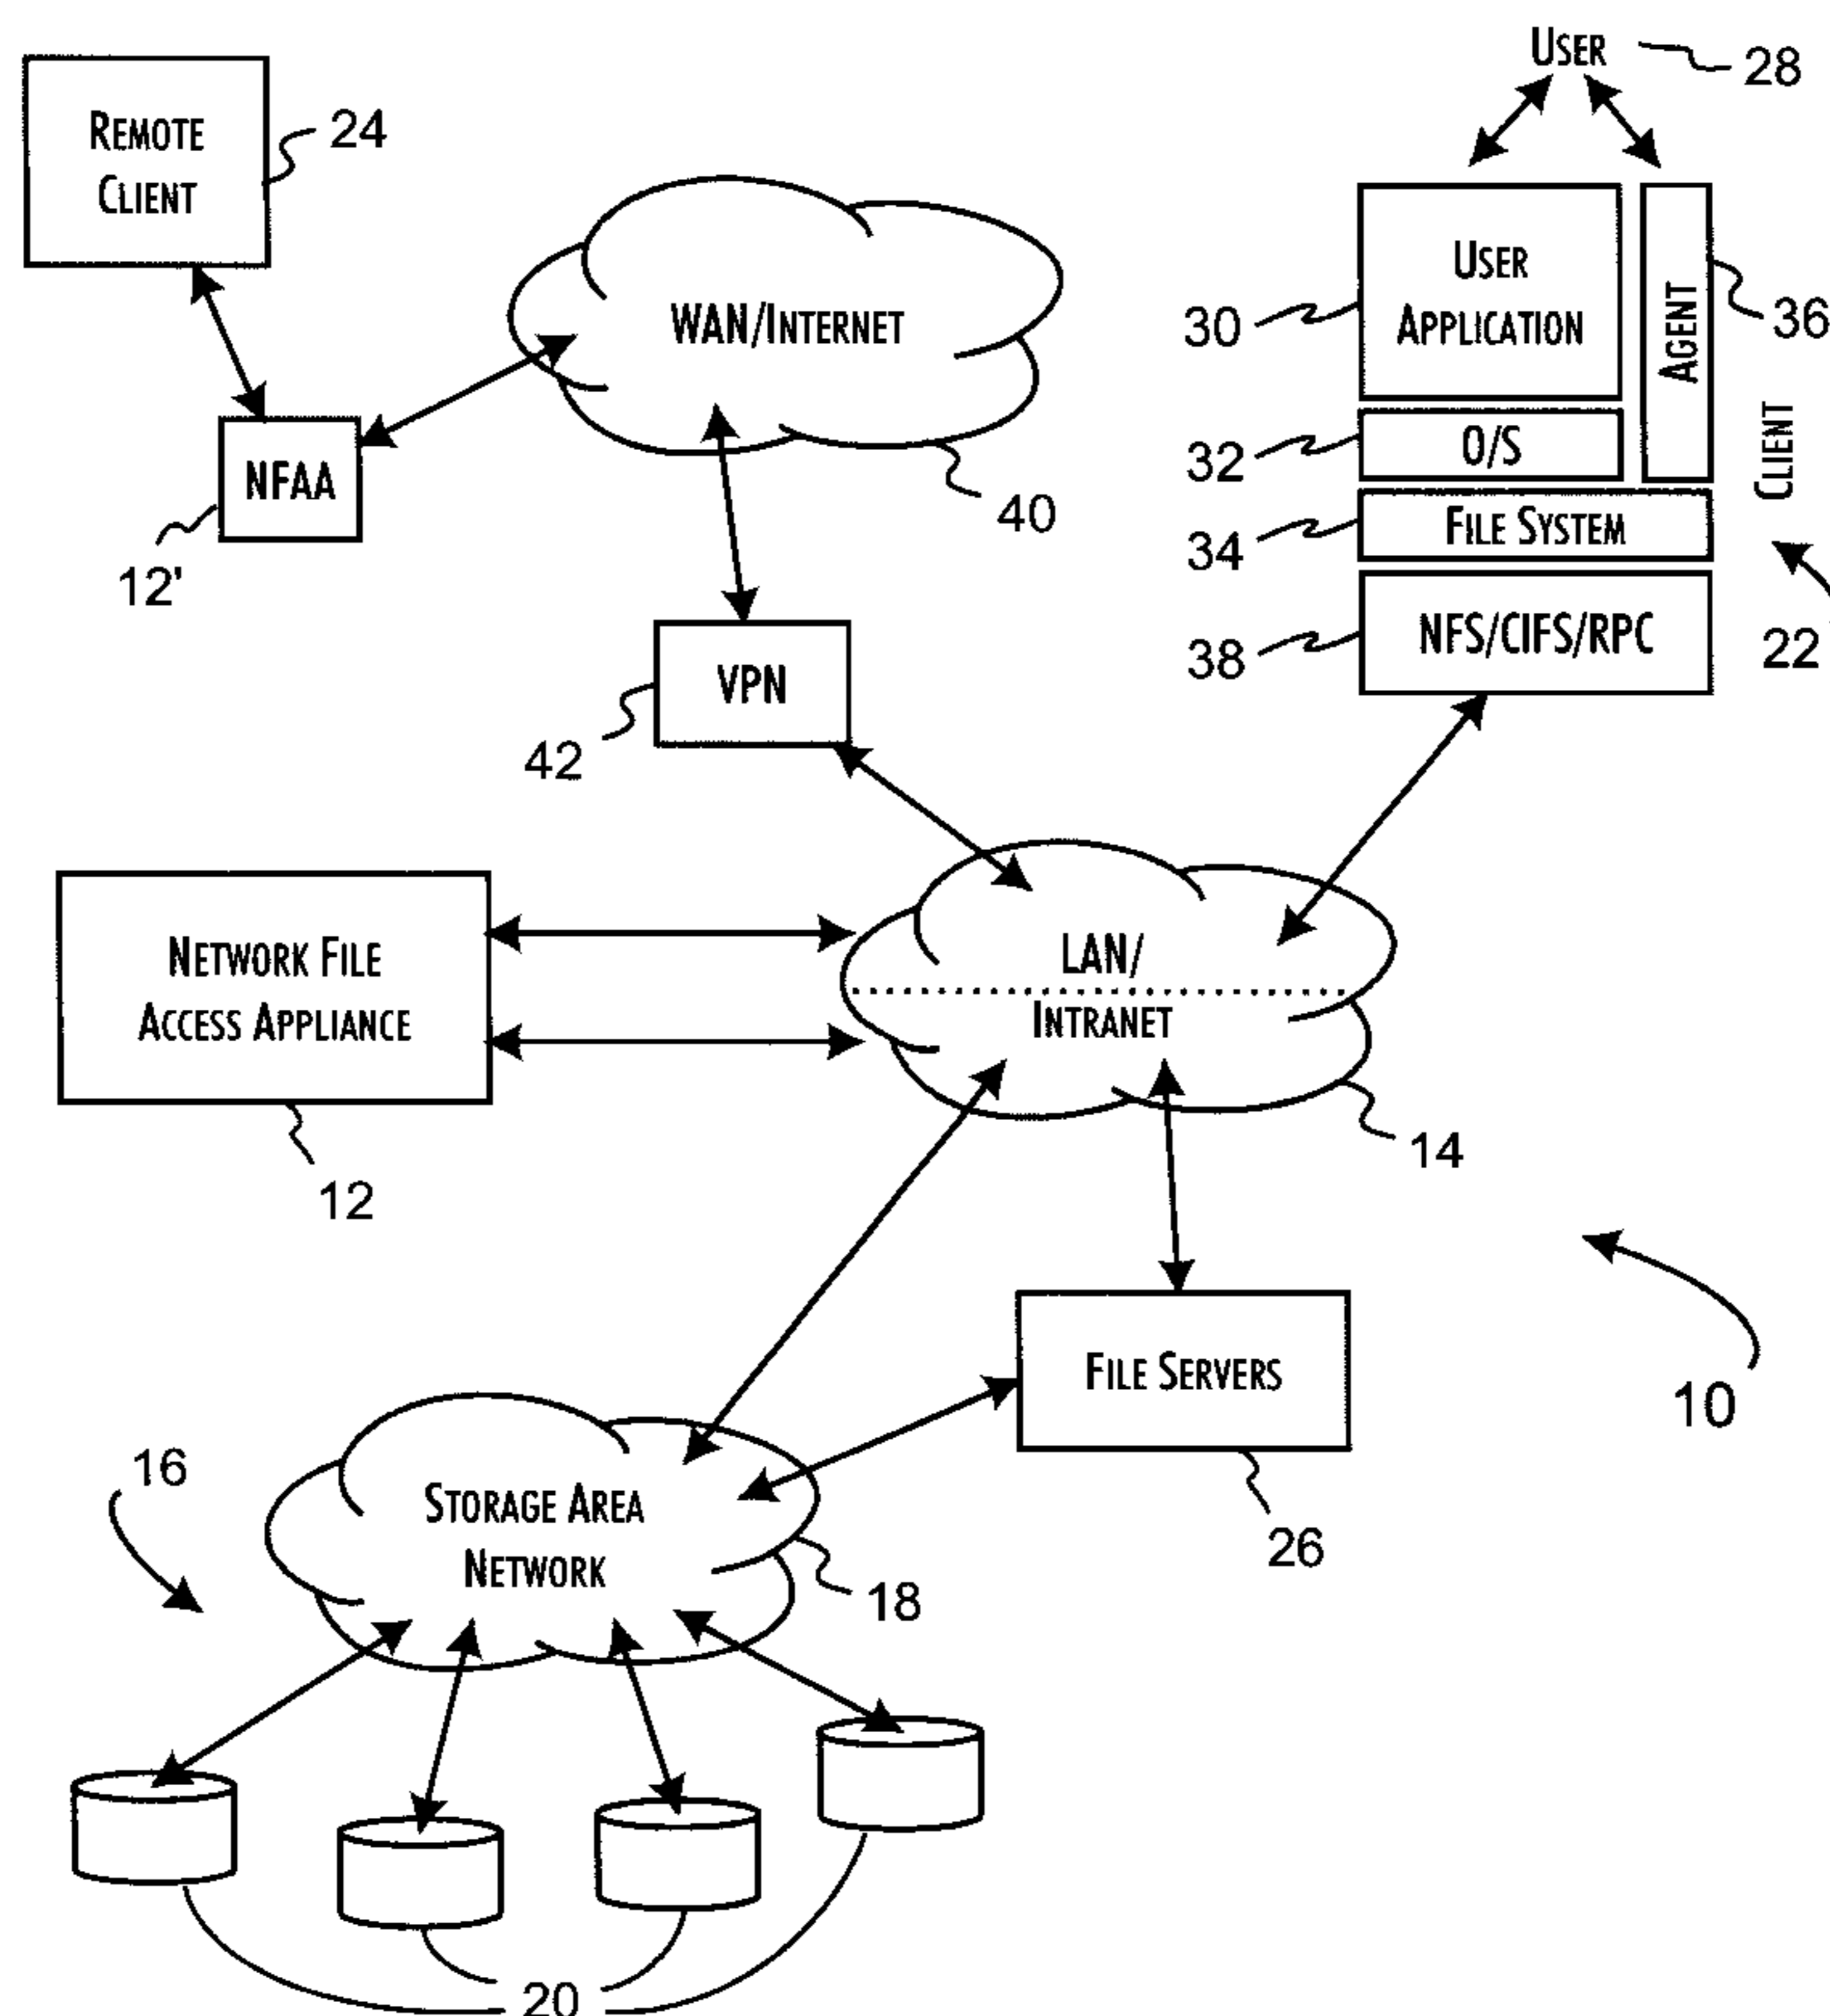 USER
28
REMOTE
CLIENT
24
WAN/INTERNET
40
USER
APPLICATION
30
AGENT
36
CLIENT
O/S
32
FILE SYSTEM
34
NFS/CIFS/RPC
38
22
NFAA
12'
VPN
42
NETWORK FILE
ACCESS APPLIANCE
12
LAN/
INTRANET
14
FILE SERVERS
26
10
16
STORAGE AREA
NETWORK
18
20